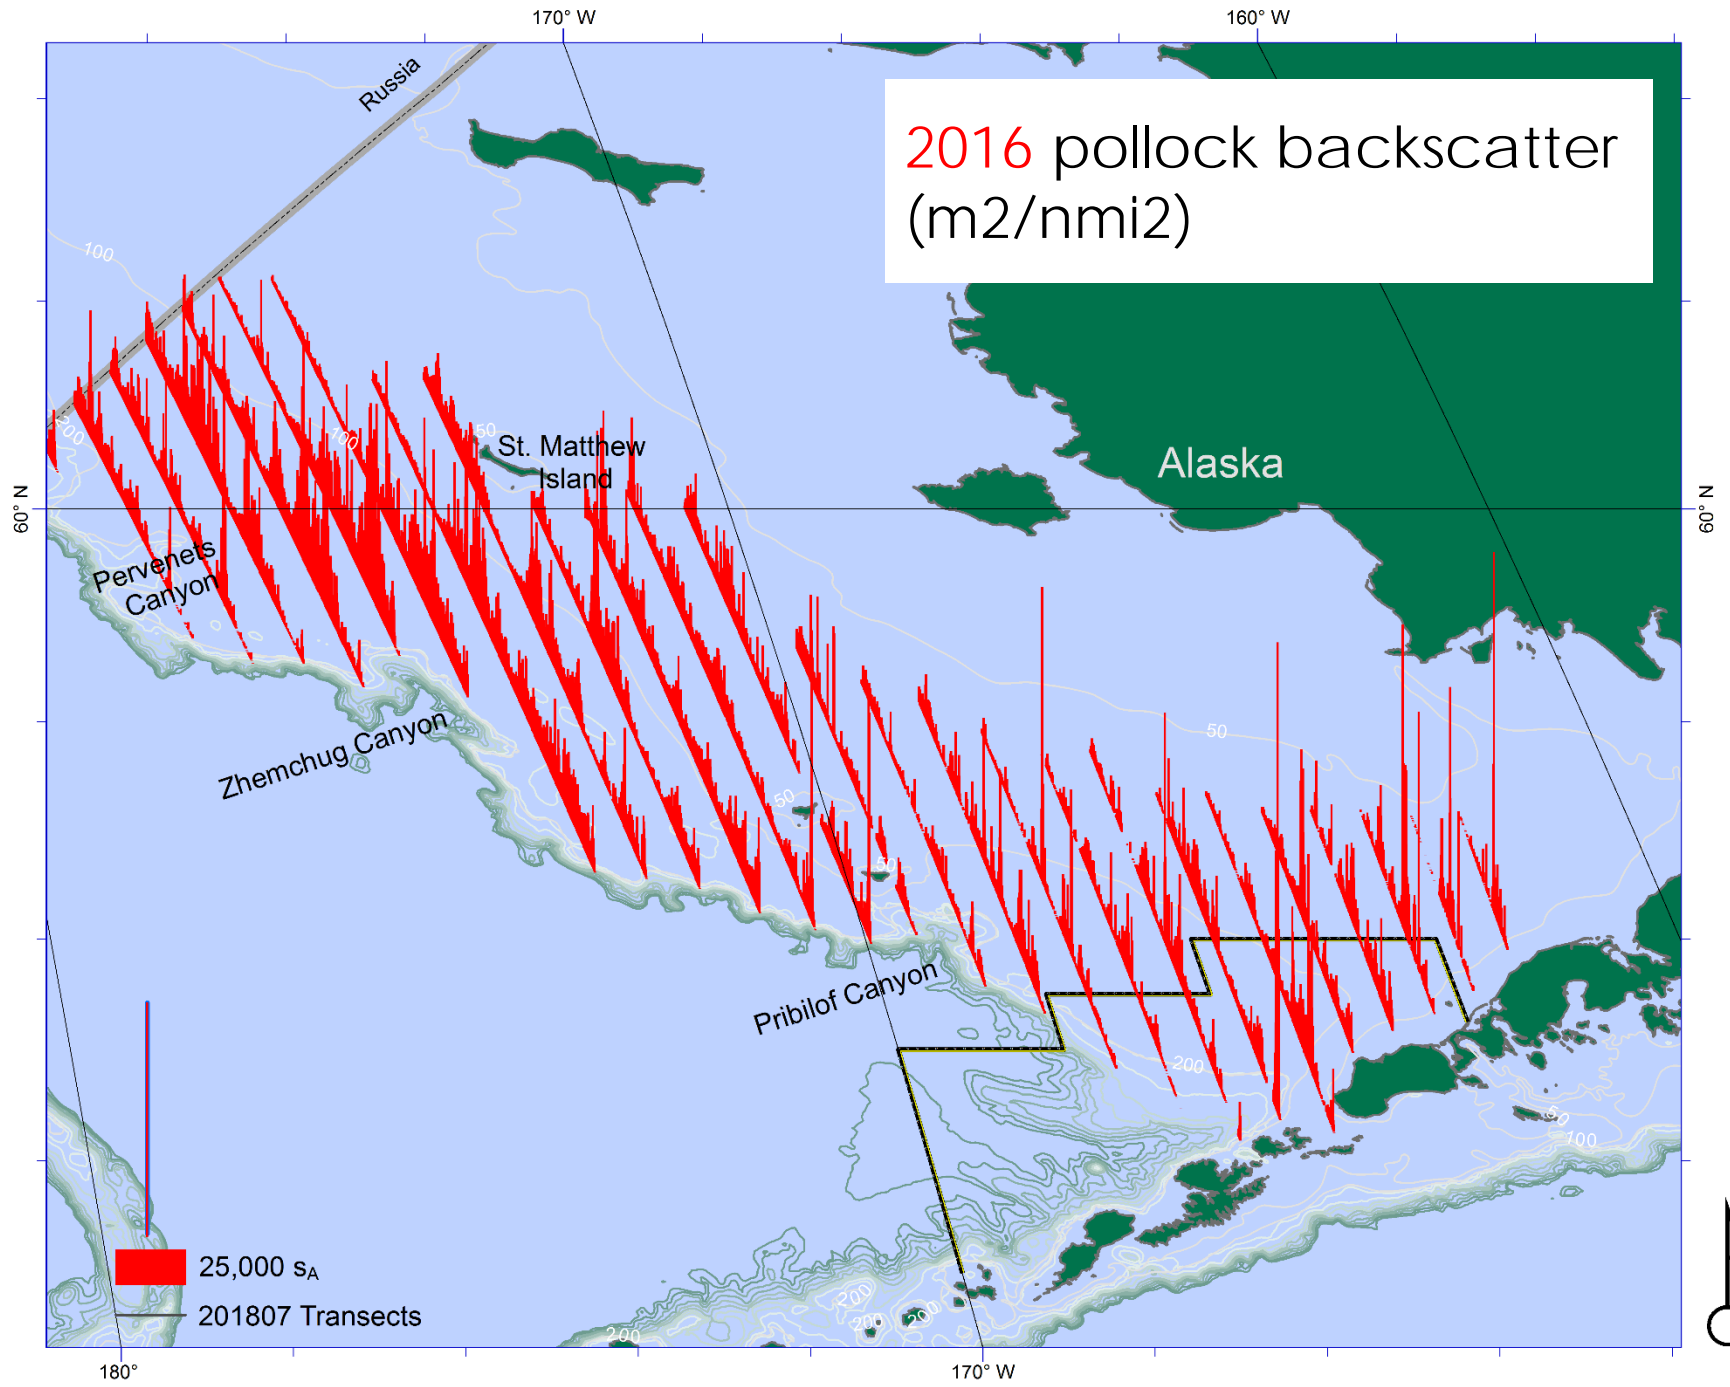 170° W
160° W
Russia
2016 pollock backscatter
(m2/nmi2)
100
200
100
50
St. Matthew
Island
Alaska
60° N
60° N
Pervenets
Canyon
Zhemchug Canyon
50
50
50
Pribilof Canyon
200
50
100
25,000 sA
201807 Transects
200
200
200
200
180°
170° W